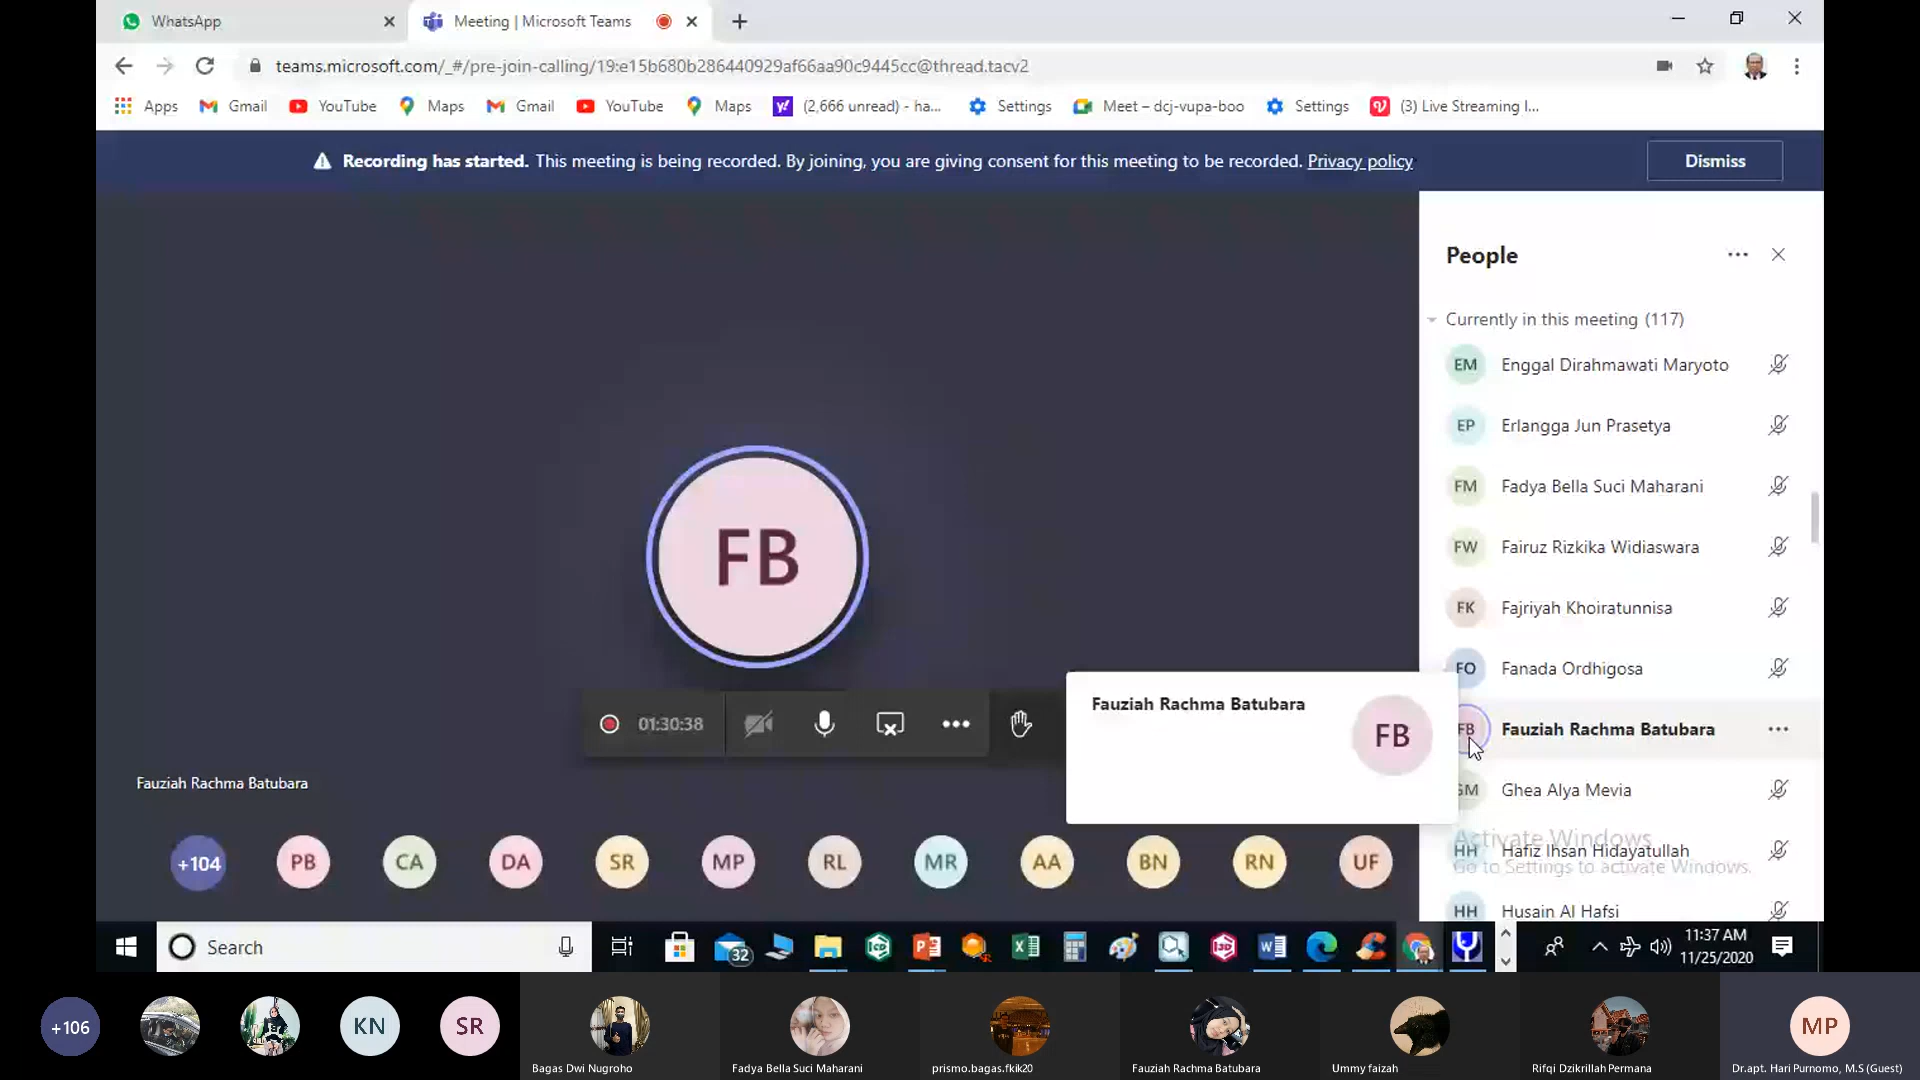 WhatsApp
Meeting | Microsoft Teams
teams.microsoft.com/_#/pre-join-calling/19:e15b680b286440929af66aa90c9445cc@thread.tacv2
Apps Gmail YouTube Maps Gmail YouTube Maps (2,666 unread) - ha... Settings Meet – dcj-vupa-boo Settings (3) Live Streaming I...
Recording has started. This meeting is being recorded. By joining, you are giving consent for this meeting to be recorded. Privacy policy
Dismiss
People
Currently in this meeting (117)
EM Enggal Dirahmawati Maryoto
EP Erlangga Jun Prasetya
FM Fadya Bella Suci Maharani
FW Fairuz Rizkika Widiaswara
FK Fajriyah Khoiratunnisa
FO Fanada Ordhigosa
FB Fauziah Rachma Batubara
GM Ghea Alya Mevia
HH Hafiz Ihsan Hidayatullah
HH Husain Al Hafsi
Activate Windows
Go to Settings to activate Windows.
FB
01:30:38
Fauziah Rachma Batubara
FB
Fauziah Rachma Batubara
+104 PB CA DA SR MP RL MR AA BN RN UF
Search
32
11:37 AM
11/25/2020
+106 KN SR MP
Bagas Dwi Nugroho Fadya Bella Suci Maharani prismo.bagas.fkik20 Fauziah Rachma Batubara Ummy faizah Rifqi Dzikrillah Permana Dr.apt. Hari Purnomo, M.S (Guest)